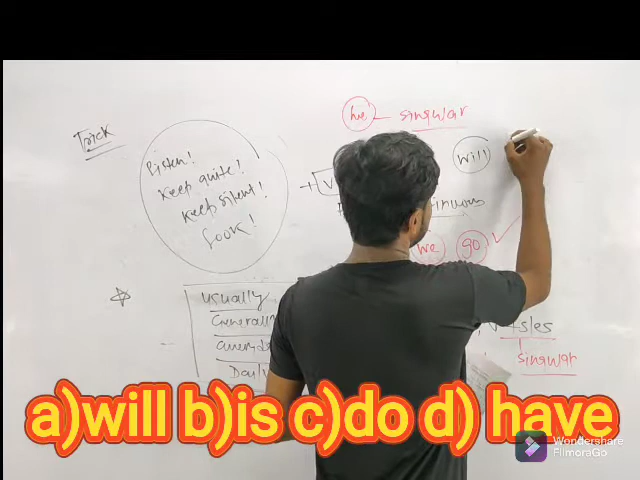 Trick
he
singular
Listen!
Keep quite!
Keep silent!
Look!
+ V
will
we
go
Usually
Generally
+s/es
singular
a)will b)is c)do d) have
Wondershare
FilmoraGo